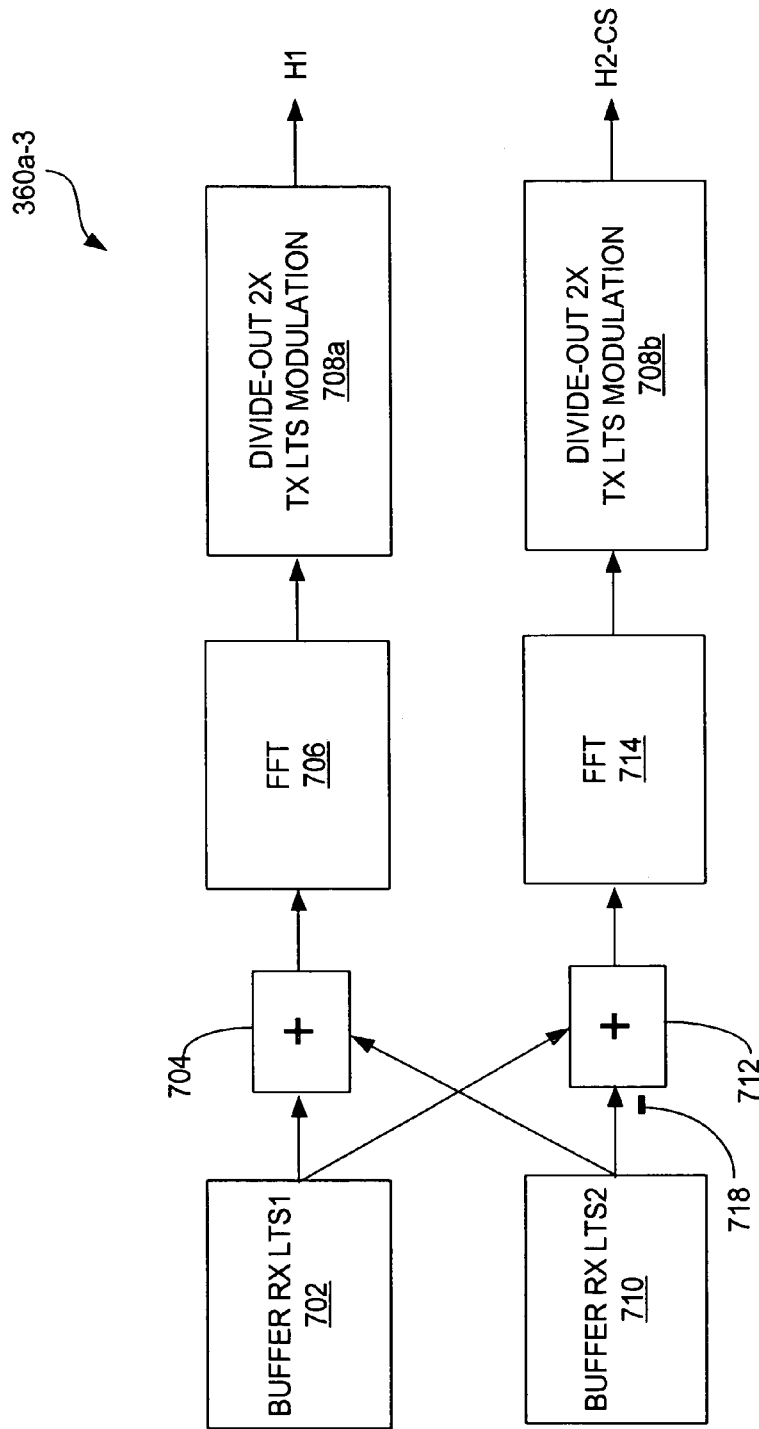 360a-3
BUFFER RX LTS1
702
704
+
FFT
706
DIVIDE-OUT 2X
TX LTS MODULATION
708a
H1
BUFFER RX LTS2
710
718
-
+
712
FFT
714
DIVIDE-OUT 2X
TX LTS MODULATION
708b
H2-CS